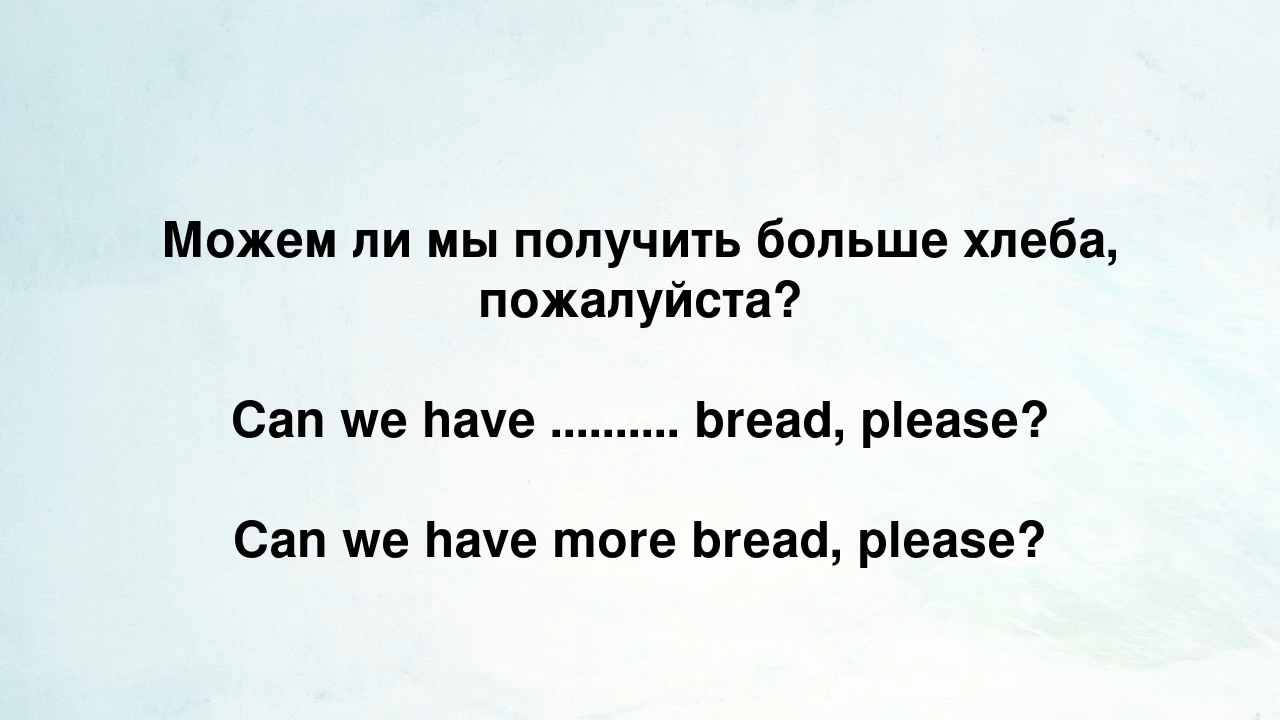 Можем ли мы получить больше хлеба,
пожалуйста?
Can we have .......... bread, please?
Can we have more bread, please?